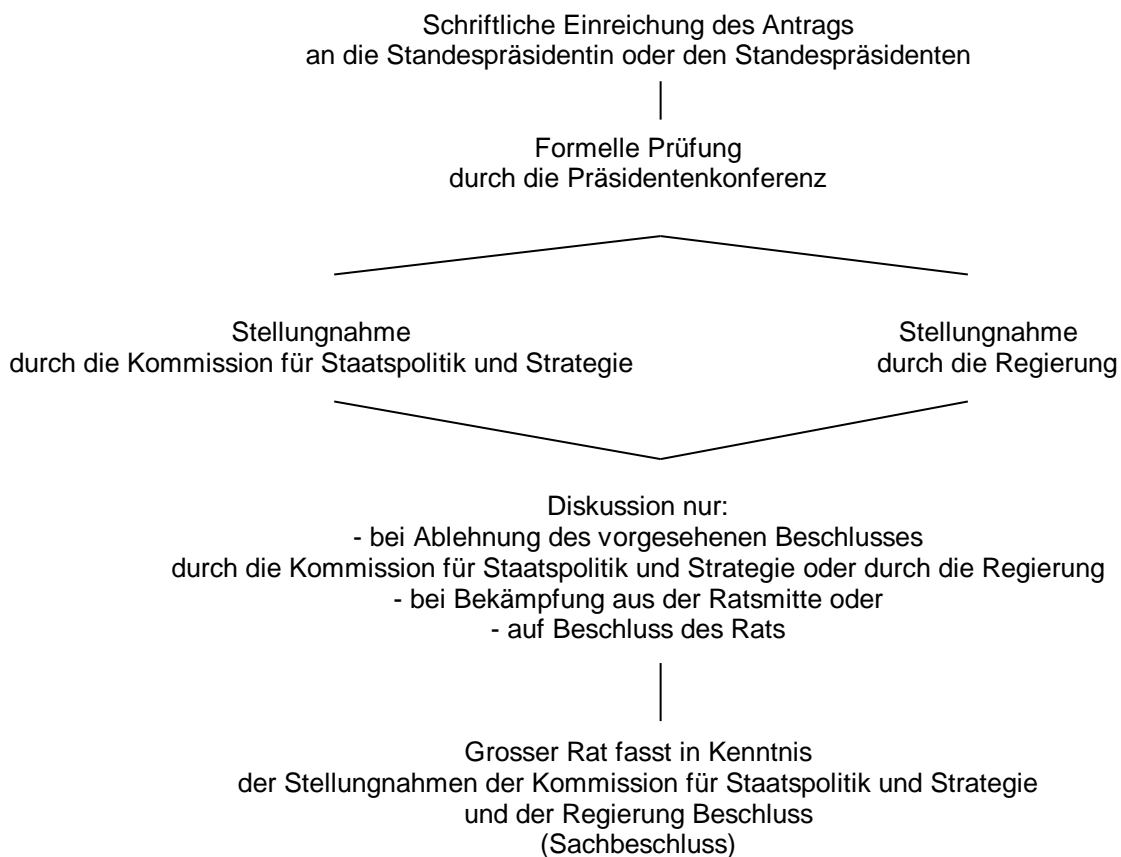 Schriftliche Einreichung des Antrags
an die Standespräsidentin oder den Standespräsidenten
Formelle Prüfung
durch die Präsidentenkonferenz
Stellungnahme
durch die Kommission für Staatspolitik und Strategie
Stellungnahme
durch die Regierung
Diskussion nur:
- bei Ablehnung des vorgesehenen Beschlusses
durch die Kommission für Staatspolitik und Strategie oder durch die Regierung
- bei Bekämpfung aus der Ratsmitte oder
- auf Beschluss des Rats
Grosser Rat fasst in Kenntnis
der Stellungnahmen der Kommission für Staatspolitik und Strategie
und der Regierung Beschluss
(Sachbeschluss)